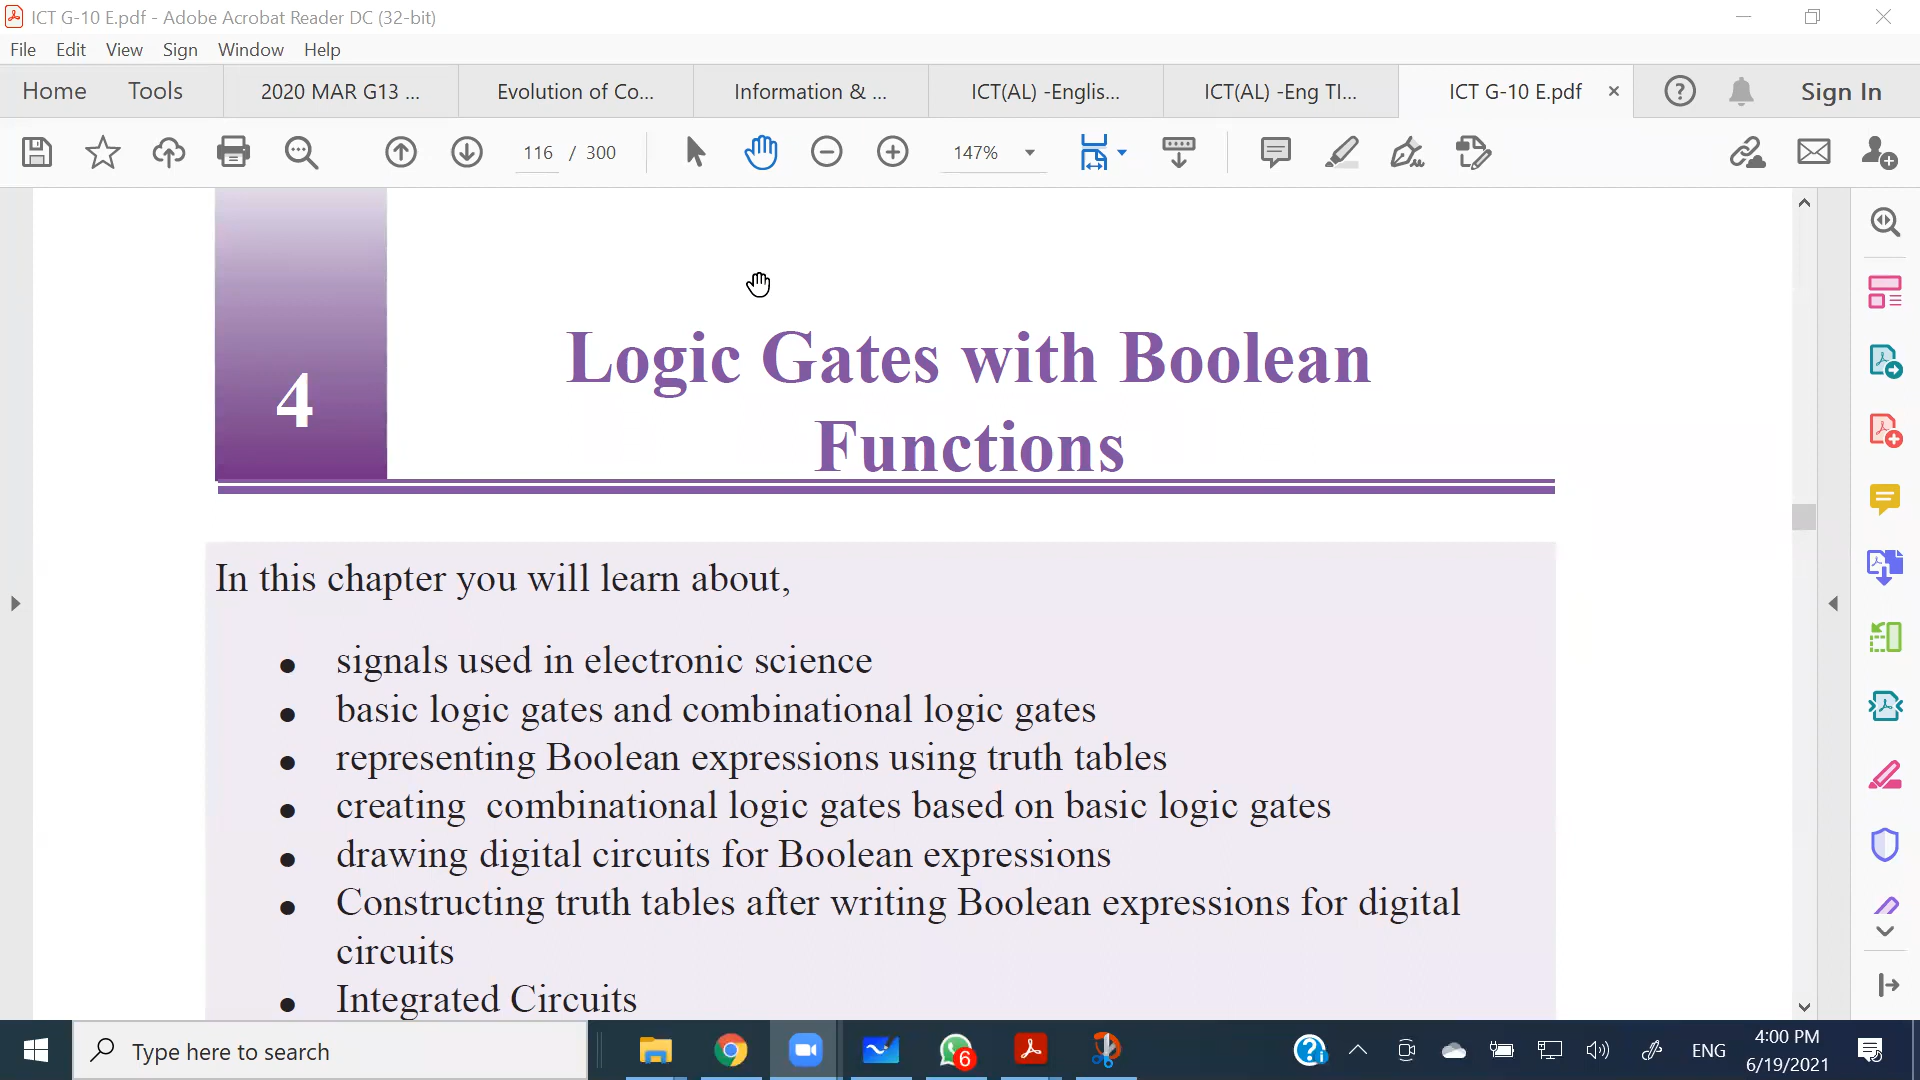 ICT G-10 E.pdf - Adobe Acrobat Reader DC (32-bit)
File Edit View Sign Window Help
Home Tools 2020 MAR G13 ... Evolution of Co... Information & ... ICT(AL) -Englis... ICT(AL) -Eng TI... ICT G-10 E.pdf × Sign In
116 / 300 147%
4
Logic Gates with Boolean
Functions
In this chapter you will learn about,
● signals used in electronic science
● basic logic gates and combinational logic gates
● representing Boolean expressions using truth tables
● creating combinational logic gates based on basic logic gates
● drawing digital circuits for Boolean expressions
● Constructing truth tables after writing Boolean expressions for digital
circuits
● Integrated Circuits
Type here to search
6
ENG
4:00 PM
6/19/2021